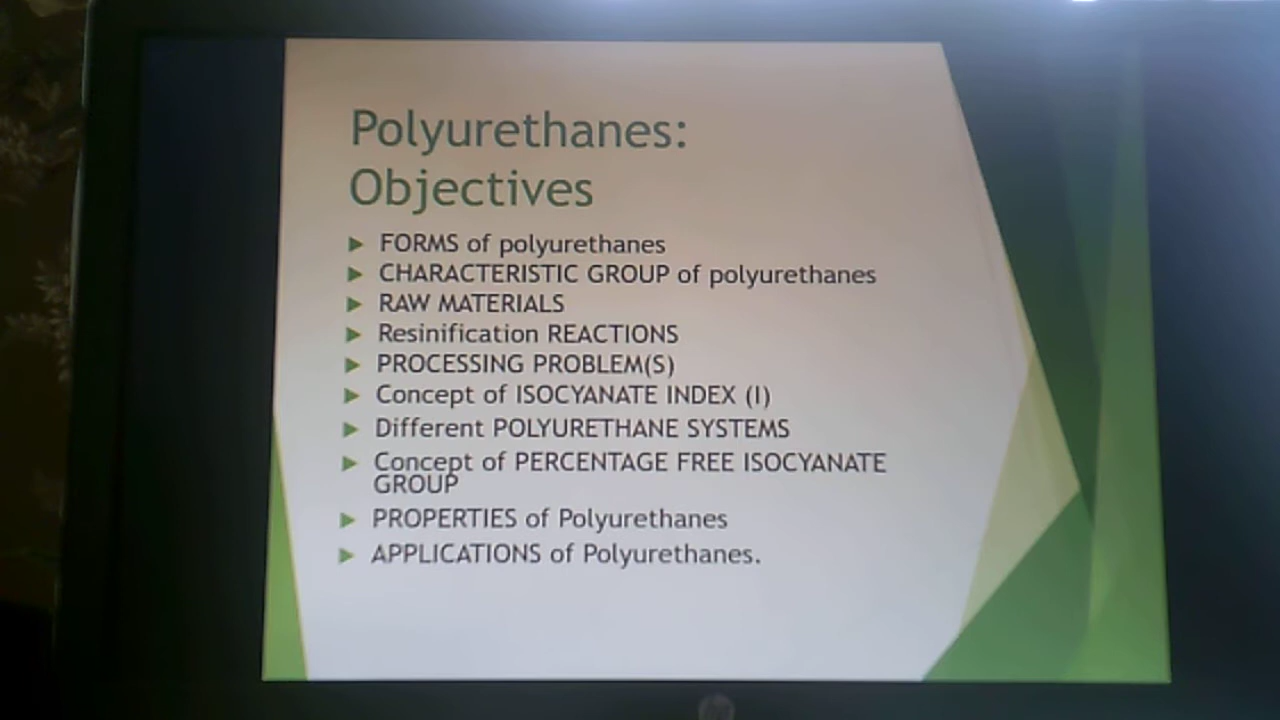 Polyurethanes:
Objectives
FORMS of polyurethanes
CHARACTERISTIC GROUP of polyurethanes
RAW MATERIALS
Resinification REACTIONS
PROCESSING PROBLEM(S)
Concept of ISOCYANATE INDEX (I)
Different POLYURETHANE SYSTEMS
Concept of PERCENTAGE FREE ISOCYANATE
GROUP
PROPERTIES of Polyurethanes
APPLICATIONS of Polyurethanes.